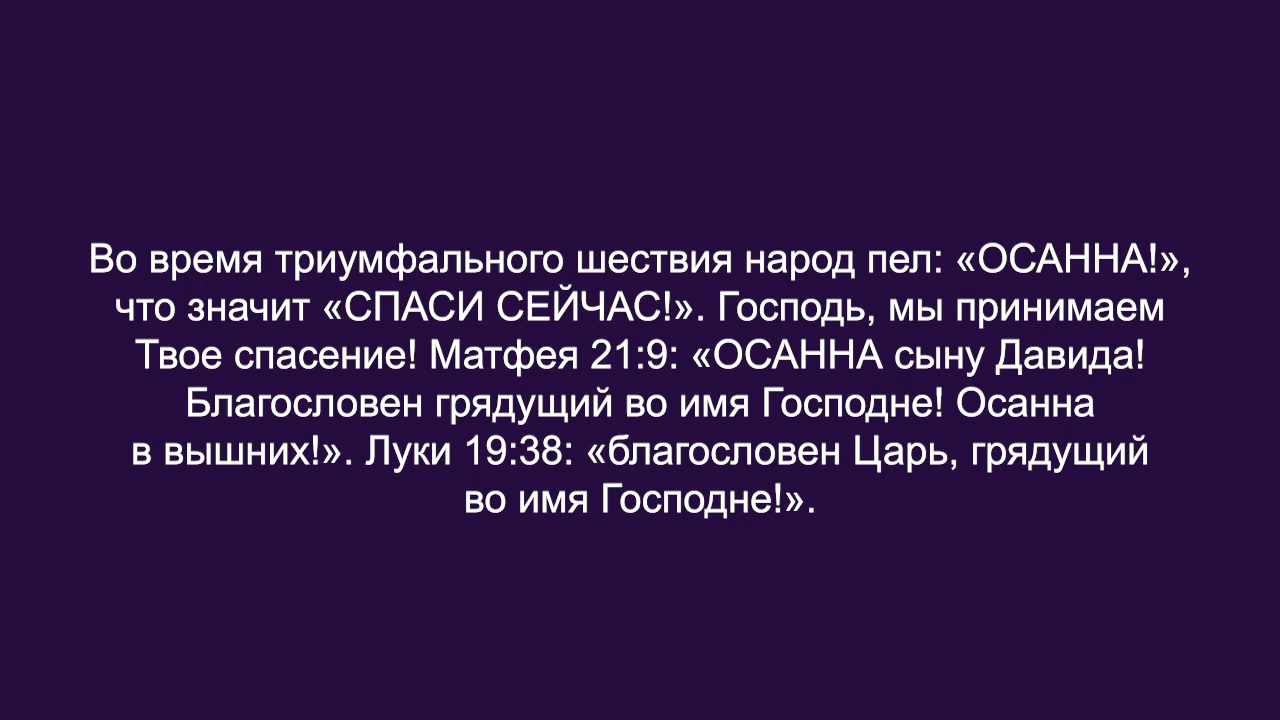 Во время триумфального шествия народ пел: «ОСАННА!»,
что значит «СПАСИ СЕЙЧАС!». Господь, мы принимаем
Твое спасение! Матфея 21:9: «ОСАННА сыну Давида!
Благословен грядущий во имя Господне! Осанна
в вышних!». Луки 19:38: «благословен Царь, грядущий
во имя Господне!».